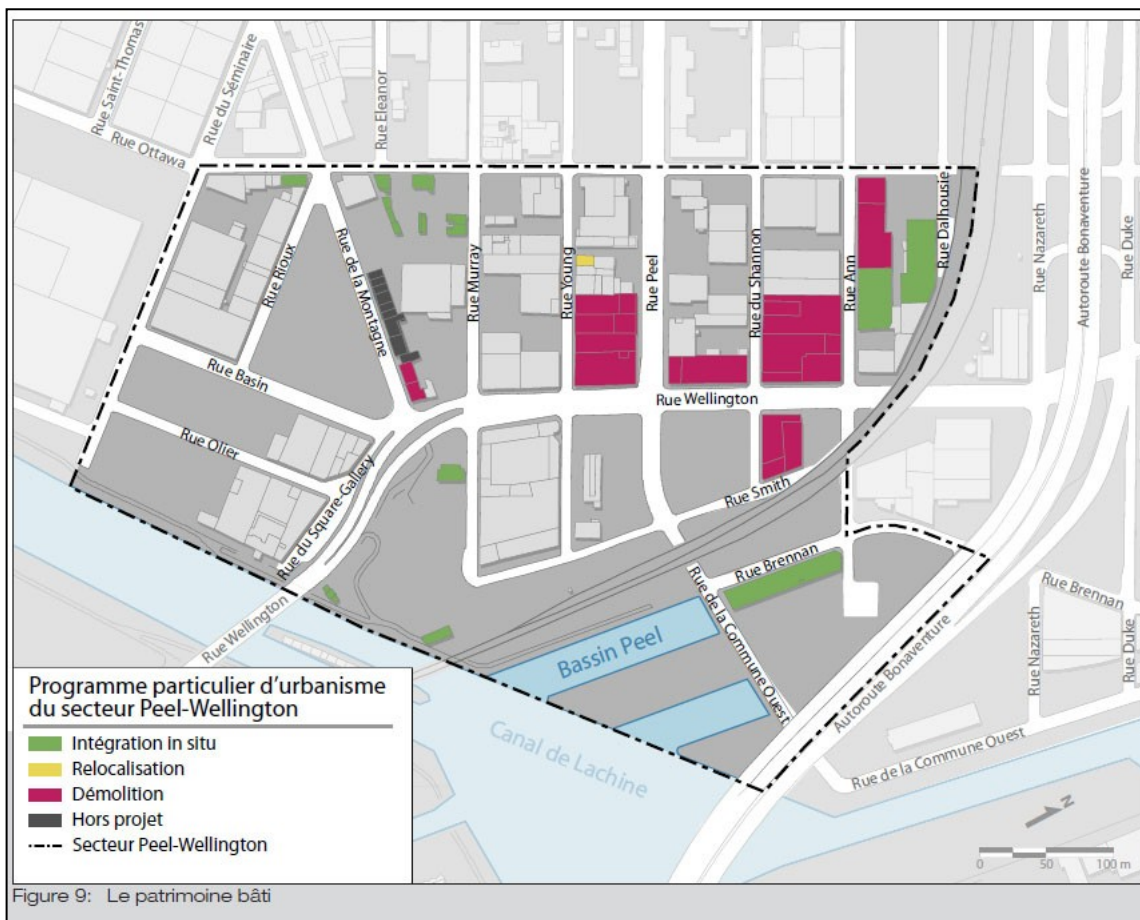 Rue Saint-Thomas
Rue du Séminaire
Rue Ottawa
Rue Eleanor
Rue Rioux
Rue de la Montagne
Rue Murray
Rue Young
Rue Peel
Rue du Shannon
Rue Ann
Rue Dalhousie
Rue Nazareth
Autoroute Bonaventure
Rue Duke
Rue Basin
Rue Wellington
Rue Olier
Rue du Square-Gallery
Rue Smith
Rue Brennan
Rue de la Commune Ouest
Rue Wellington
Bassin Peel
Canal de Lachine
Autoroute Bonaventure
Rue Brennan
Rue Nazareth
Rue Duke
Rue de la Commune Ouest
N
0 50 100 m
Programme particulier d'urbanisme
du secteur Peel-Wellington
Intégration in situ
Relocalisation
Démolition
Hors projet
Secteur Peel-Wellington
Figure 9: Le patrimoine bâti